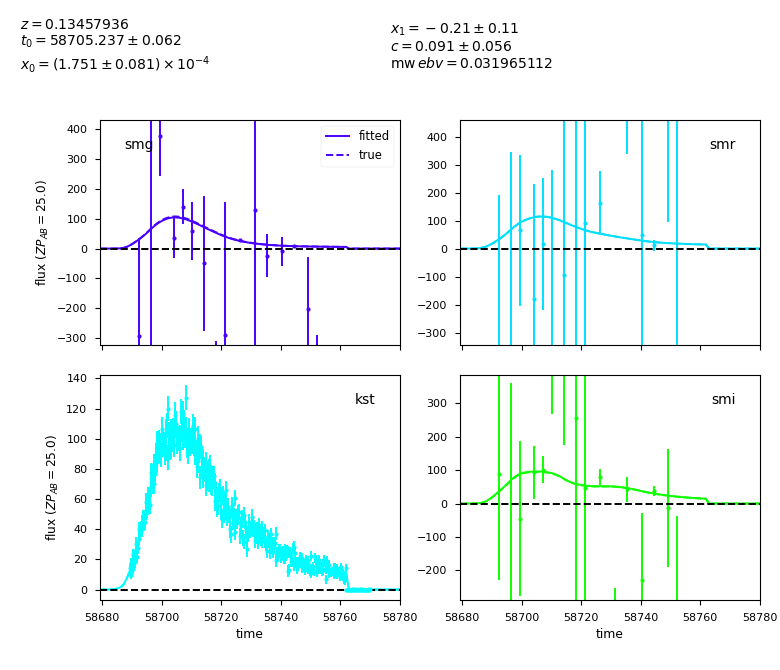 z = 0.13457936
t₀ = 58705.237 ± 0.062
x₀ = (1.751 ± 0.081) × 10⁻⁴
x₁ = −0.21 ± 0.11
c = 0.091 ± 0.056
mw ebv = 0.031965112
smg
fitted
true
flux (ZP_AB = 25.0)
400
300
200
100
0
−100
−200
−300
smr
400
300
200
100
0
−100
−200
−300
kst
flux (ZP_AB = 25.0)
140
120
100
80
60
40
20
0
58680 58700 58720 58740 58760 58780
time
smi
300
200
100
0
−100
−200
58680 58700 58720 58740 58760 58780
time